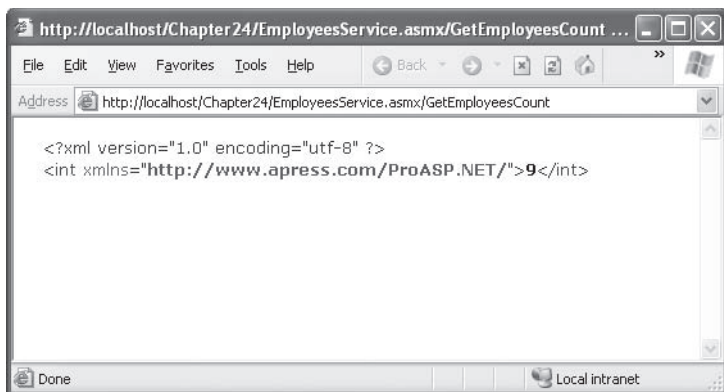 http://localhost/Chapter24/EmployeesService.asmx/GetEmployeesCount ...
File Edit View Favorites Tools Help Back »
Address http://localhost/Chapter24/EmployeesService.asmx/GetEmployeesCount
<?xml version="1.0" encoding="utf-8" ?>
<int xmlns="http://www.apress.com/ProASP.NET/">9</int>
Done Local intranet